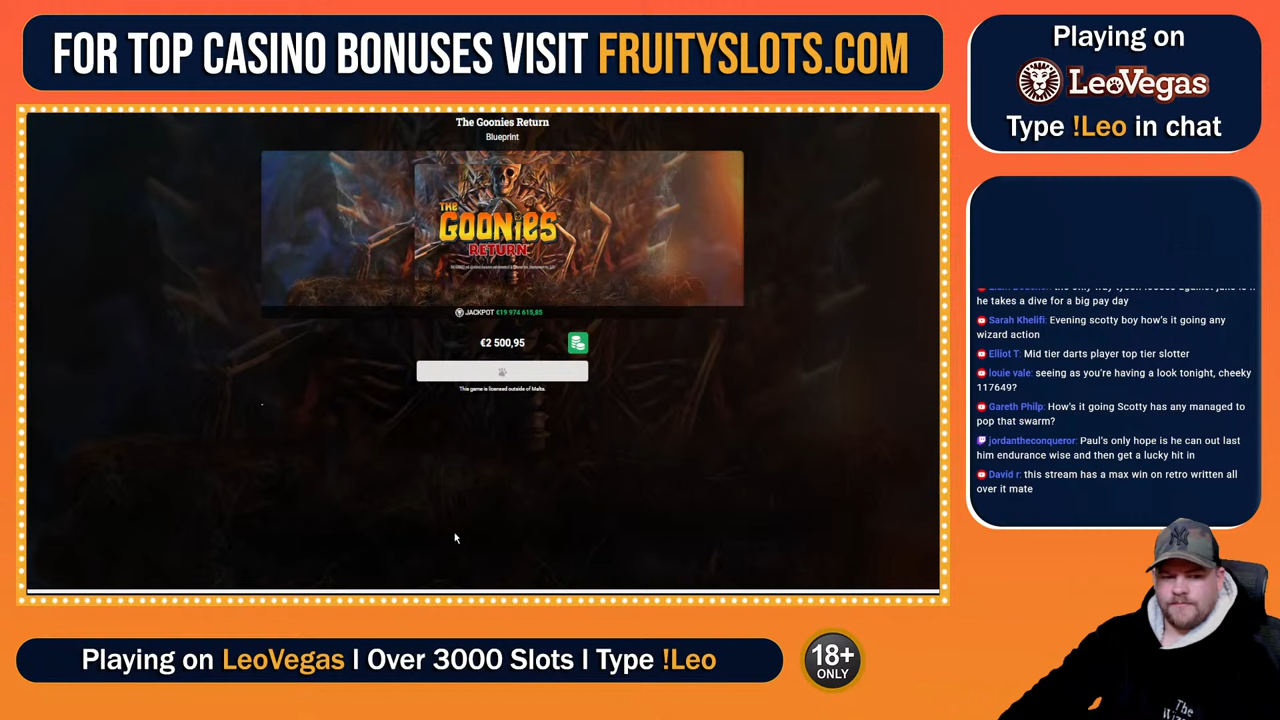 FOR TOP CASINO BONUSES VISIT FRUITYSLOTS.COM
Playing on
LeoVegas
Type !Leo in chat
The Goonies Return
Blueprint
THE
GOONIES
RETURN
JACKPOT €19 974 615,85
€2 500,95
This game is licensed outside of Malta.
he takes a dive for a big pay day
Sarah Khelifi: Evening scotty boy how's it going any
wizard action
Elliot T: Mid tier darts player top tier slotter
louie vale: seeing as you're having a look tonight, cheeky
117649?
Gareth Philp: How's it going Scotty has any managed to
pop that swarm?
jordantheconqueror: Paul's only hope is he can out last
him endurance wise and then get a lucky hit in
David r: this stream has a max win on retro written all
over it mate
Playing on LeoVegas I Over 3000 Slots I Type !Leo
18+
ONLY
The